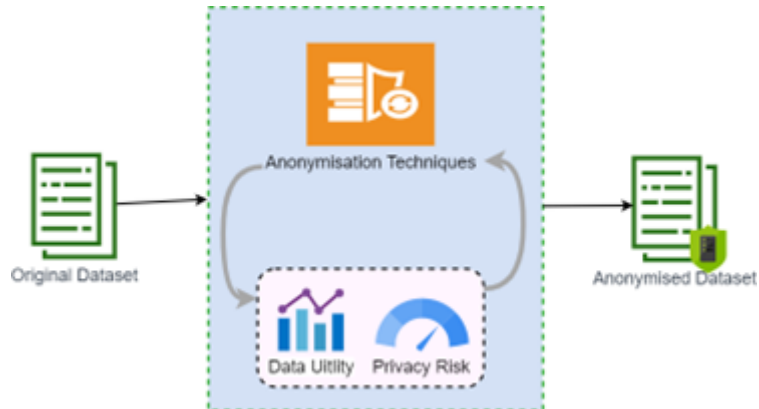 Anonymisation Techniques
Original Dataset
Anonymised Dataset
Data Uitlity
Privacy Risk